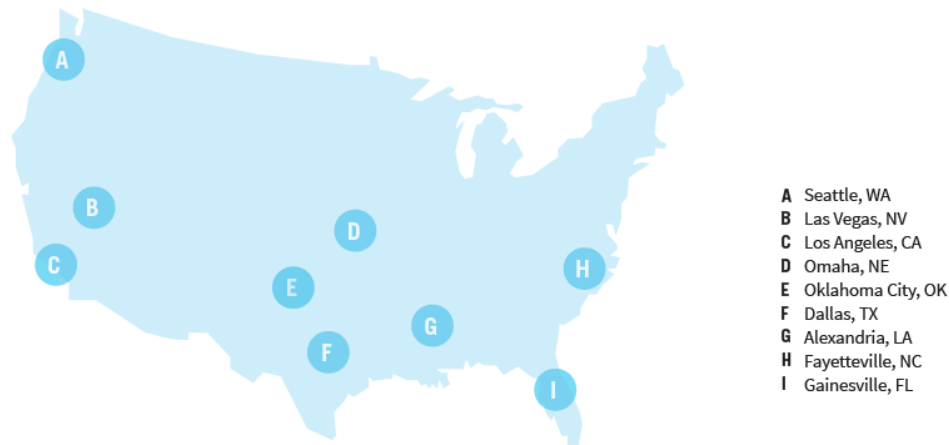 A
B
D
C
H
E
G
F
I
A Seattle, WA
B Las Vegas, NV
C Los Angeles, CA
D Omaha, NE
E Oklahoma City, OK
F Dallas, TX
G Alexandria, LA
H Fayetteville, NC
I Gainesville, FL